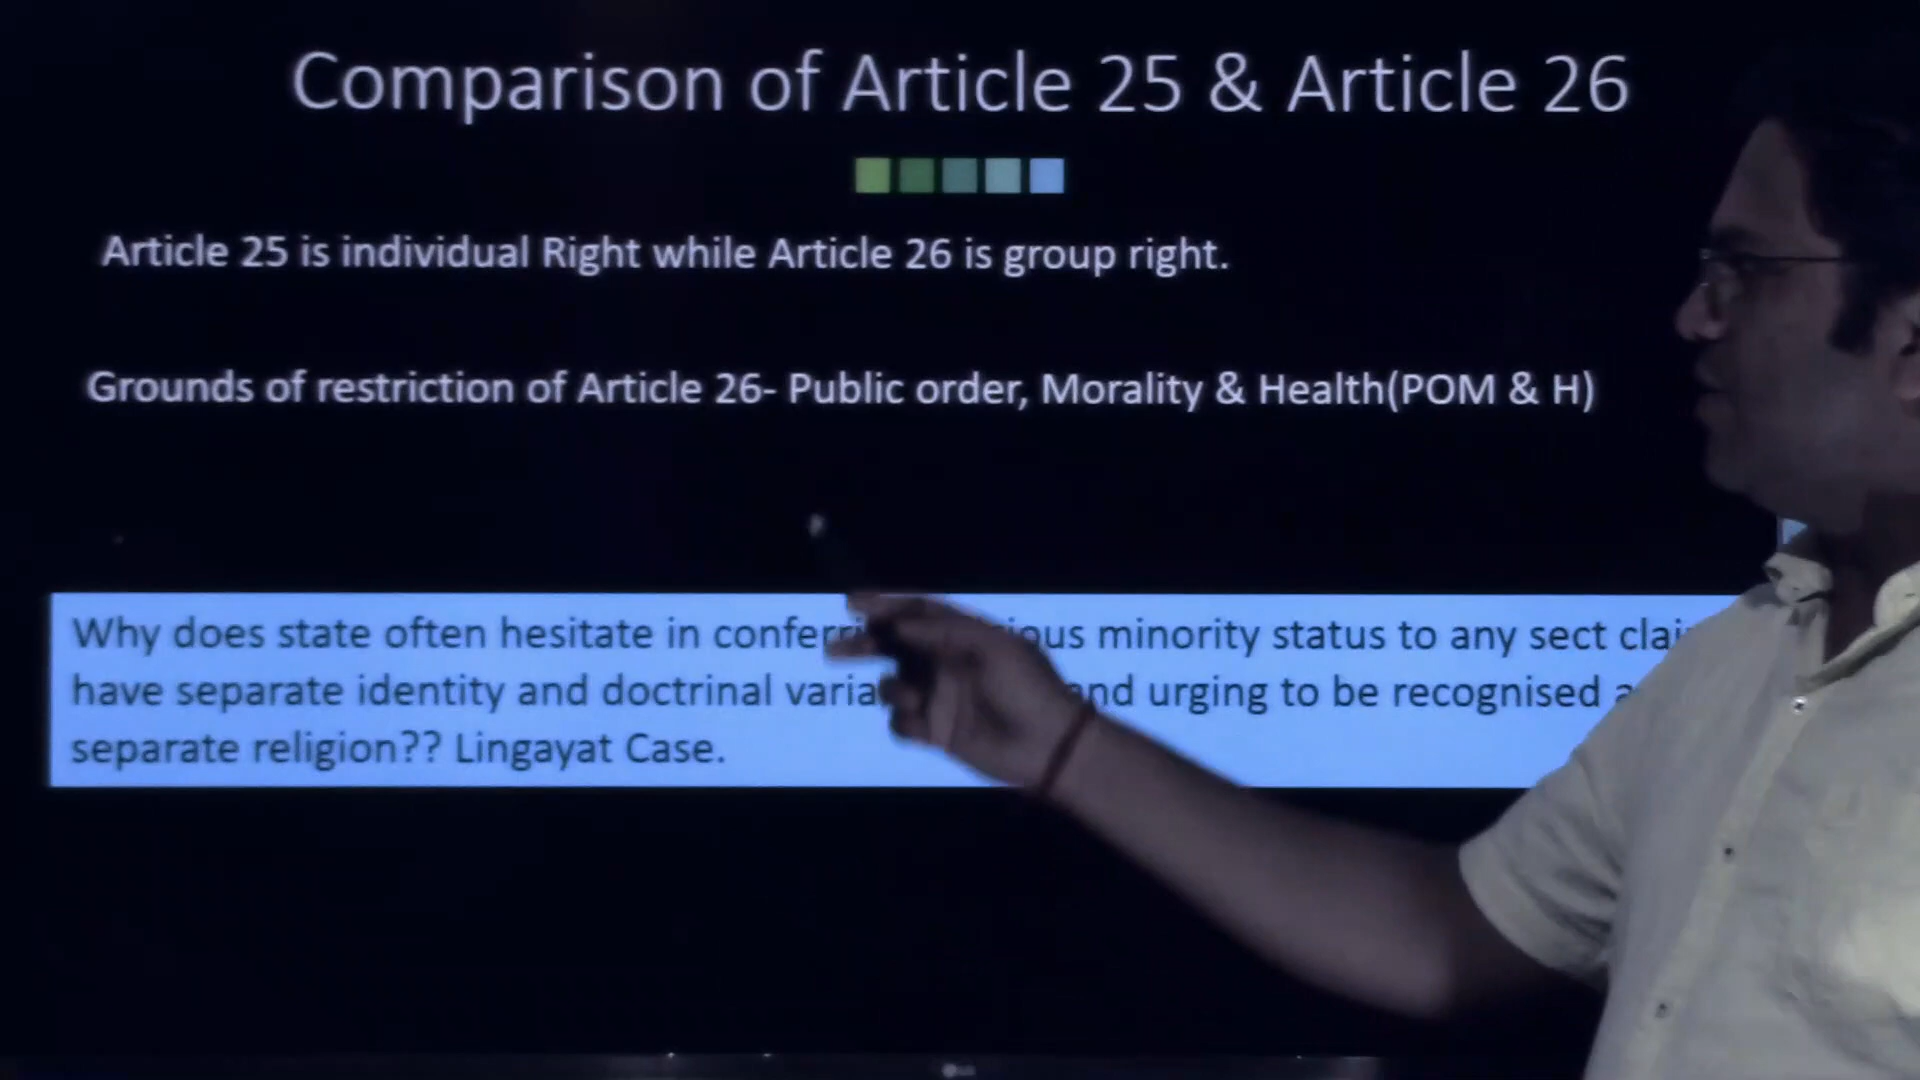 Comparison of Article 25 & Article 26
Article 25 is individual Right while Article 26 is group right.
Grounds of restriction of Article 26- Public order, Morality & Health(POM & H)
Why does state often hesitate in minority status to any sect
have separate identity and doctrinal urging to be recognised
separate religion?? Lingayat Case.